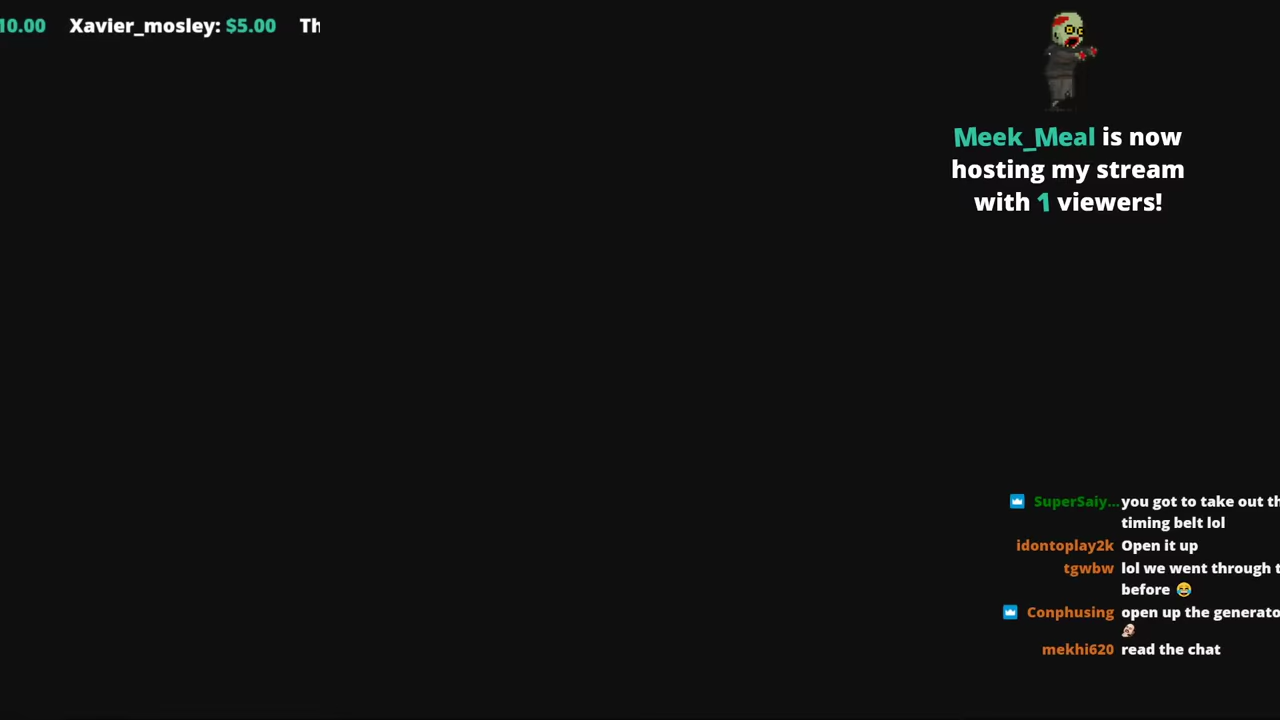 10.00 Xavier_mosley: $5.00 Th
Meek_Meal is now
hosting my stream
with 1 viewers!
SuperSaiy... you got to take out th
timing belt lol
idontoplay2k Open it up
tgwbw lol we went through t
before 😂
Conphusing open up the generato
mekhi620 read the chat